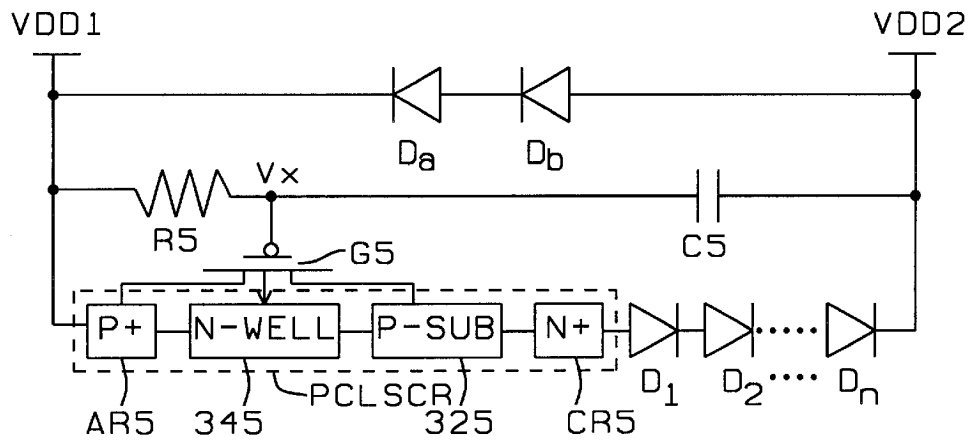 VDD1
VDD2
Da
Db
Vx
R5
G5
C5
P+
N-WELL
P-SUB
N+
D1
D2
Dn
PCLSCR
AR5
345
325
CR5